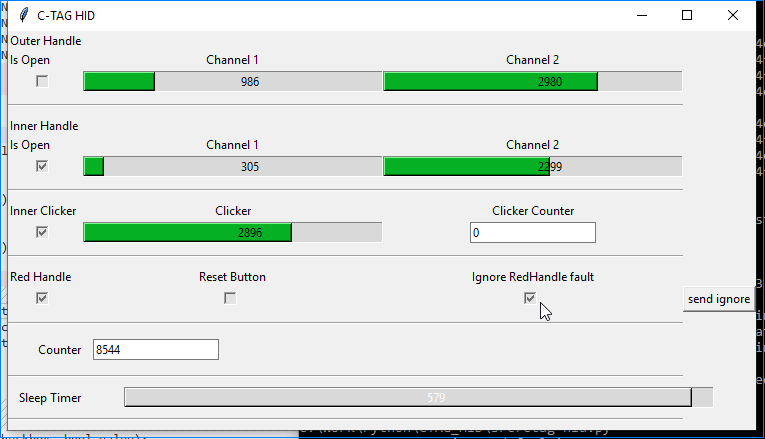 C-TAG HID
Outer Handle
Is Open Channel 1 Channel 2
986 2980
Inner Handle
Is Open Channel 1 Channel 2
305 2299
Inner Clicker Clicker Clicker Counter
2896 0
Red Handle Reset Button Ignore RedHandle fault
send ignore
Counter 8544
Sleep Timer 579